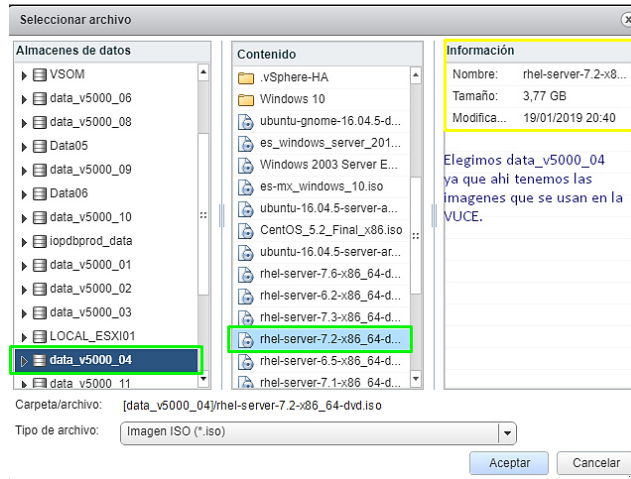 Seleccionar archivo
Almacenes de datos
VSOM
data_v5000_06
data_v5000_08
Data05
data_v5000_09
Data06
data_v5000_10
iopdbprod_data
data_v5000_01
data_v5000_02
data_v5000_03
LOCAL_ESXI01
data_v5000_04
data_v5000_11
Contenido
.vSphere-HA
Windows 10
ubuntu-gnome-16.04.5-d...
es_windows_server_201...
Windows 2003 Server E...
es-mx_windows_10.iso
ubuntu-16.04.5-server-a...
CentOS_5.2_Final_x86.iso
ubuntu-16.04.5-server-ar...
rhel-server-7.6-x86_64-d...
rhel-server-6.2-x86_64-d...
rhel-server-7.3-x86_64-d...
rhel-server-7.2-x86_64-d...
rhel-server-6.5-x86_64-d...
rhel-server-7.1-x86_64-d...
Información
Nombre: rhel-server-7.2-x8...
Tamaño: 3,77 GB
Modifica... 19/01/2019 20:40
Elegimos data_v5000_04
ya que ahi tenemos las
imagenes que se usan en la
VUCE.
Carpeta/archivo: [data_v5000_04]/rhel-server-7.2-x86_64-dvd.iso
Tipo de archivo: Imagen ISO (*.iso)
Aceptar Cancelar